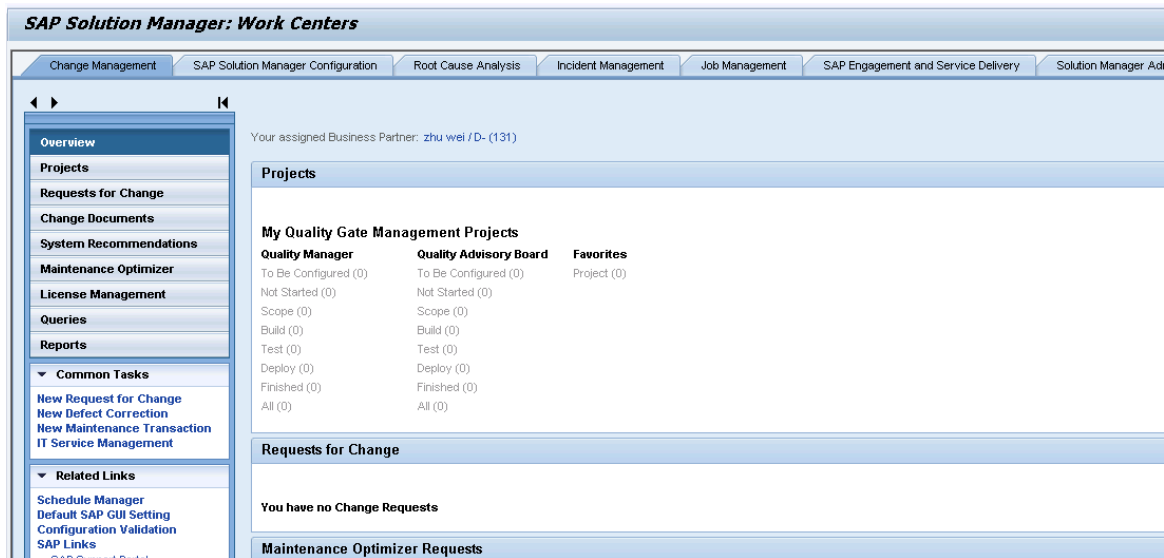 SAP Solution Manager: Work Centers
Change Management SAP Solution Manager Configuration Root Cause Analysis Incident Management Job Management SAP Engagement and Service Delivery Solution Manager Adr
Overview
Projects
Requests for Change
Change Documents
System Recommendations
Maintenance Optimizer
License Management
Queries
Reports
Common Tasks
New Request for Change
New Defect Correction
New Maintenance Transaction
IT Service Management
Related Links
Schedule Manager
Default SAP GUI Setting
Configuration Validation
SAP Links
Your assigned Business Partner: zhu wei / D- (131)
Projects
My Quality Gate Management Projects
Quality Manager Quality Advisory Board Favorites
To Be Configured (0) To Be Configured (0) Project (0)
Not Started (0) Not Started (0)
Scope (0) Scope (0)
Build (0) Build (0)
Test (0) Test (0)
Deploy (0) Deploy (0)
Finished (0) Finished (0)
All (0) All (0)
Requests for Change
You have no Change Requests
Maintenance Optimizer Requests